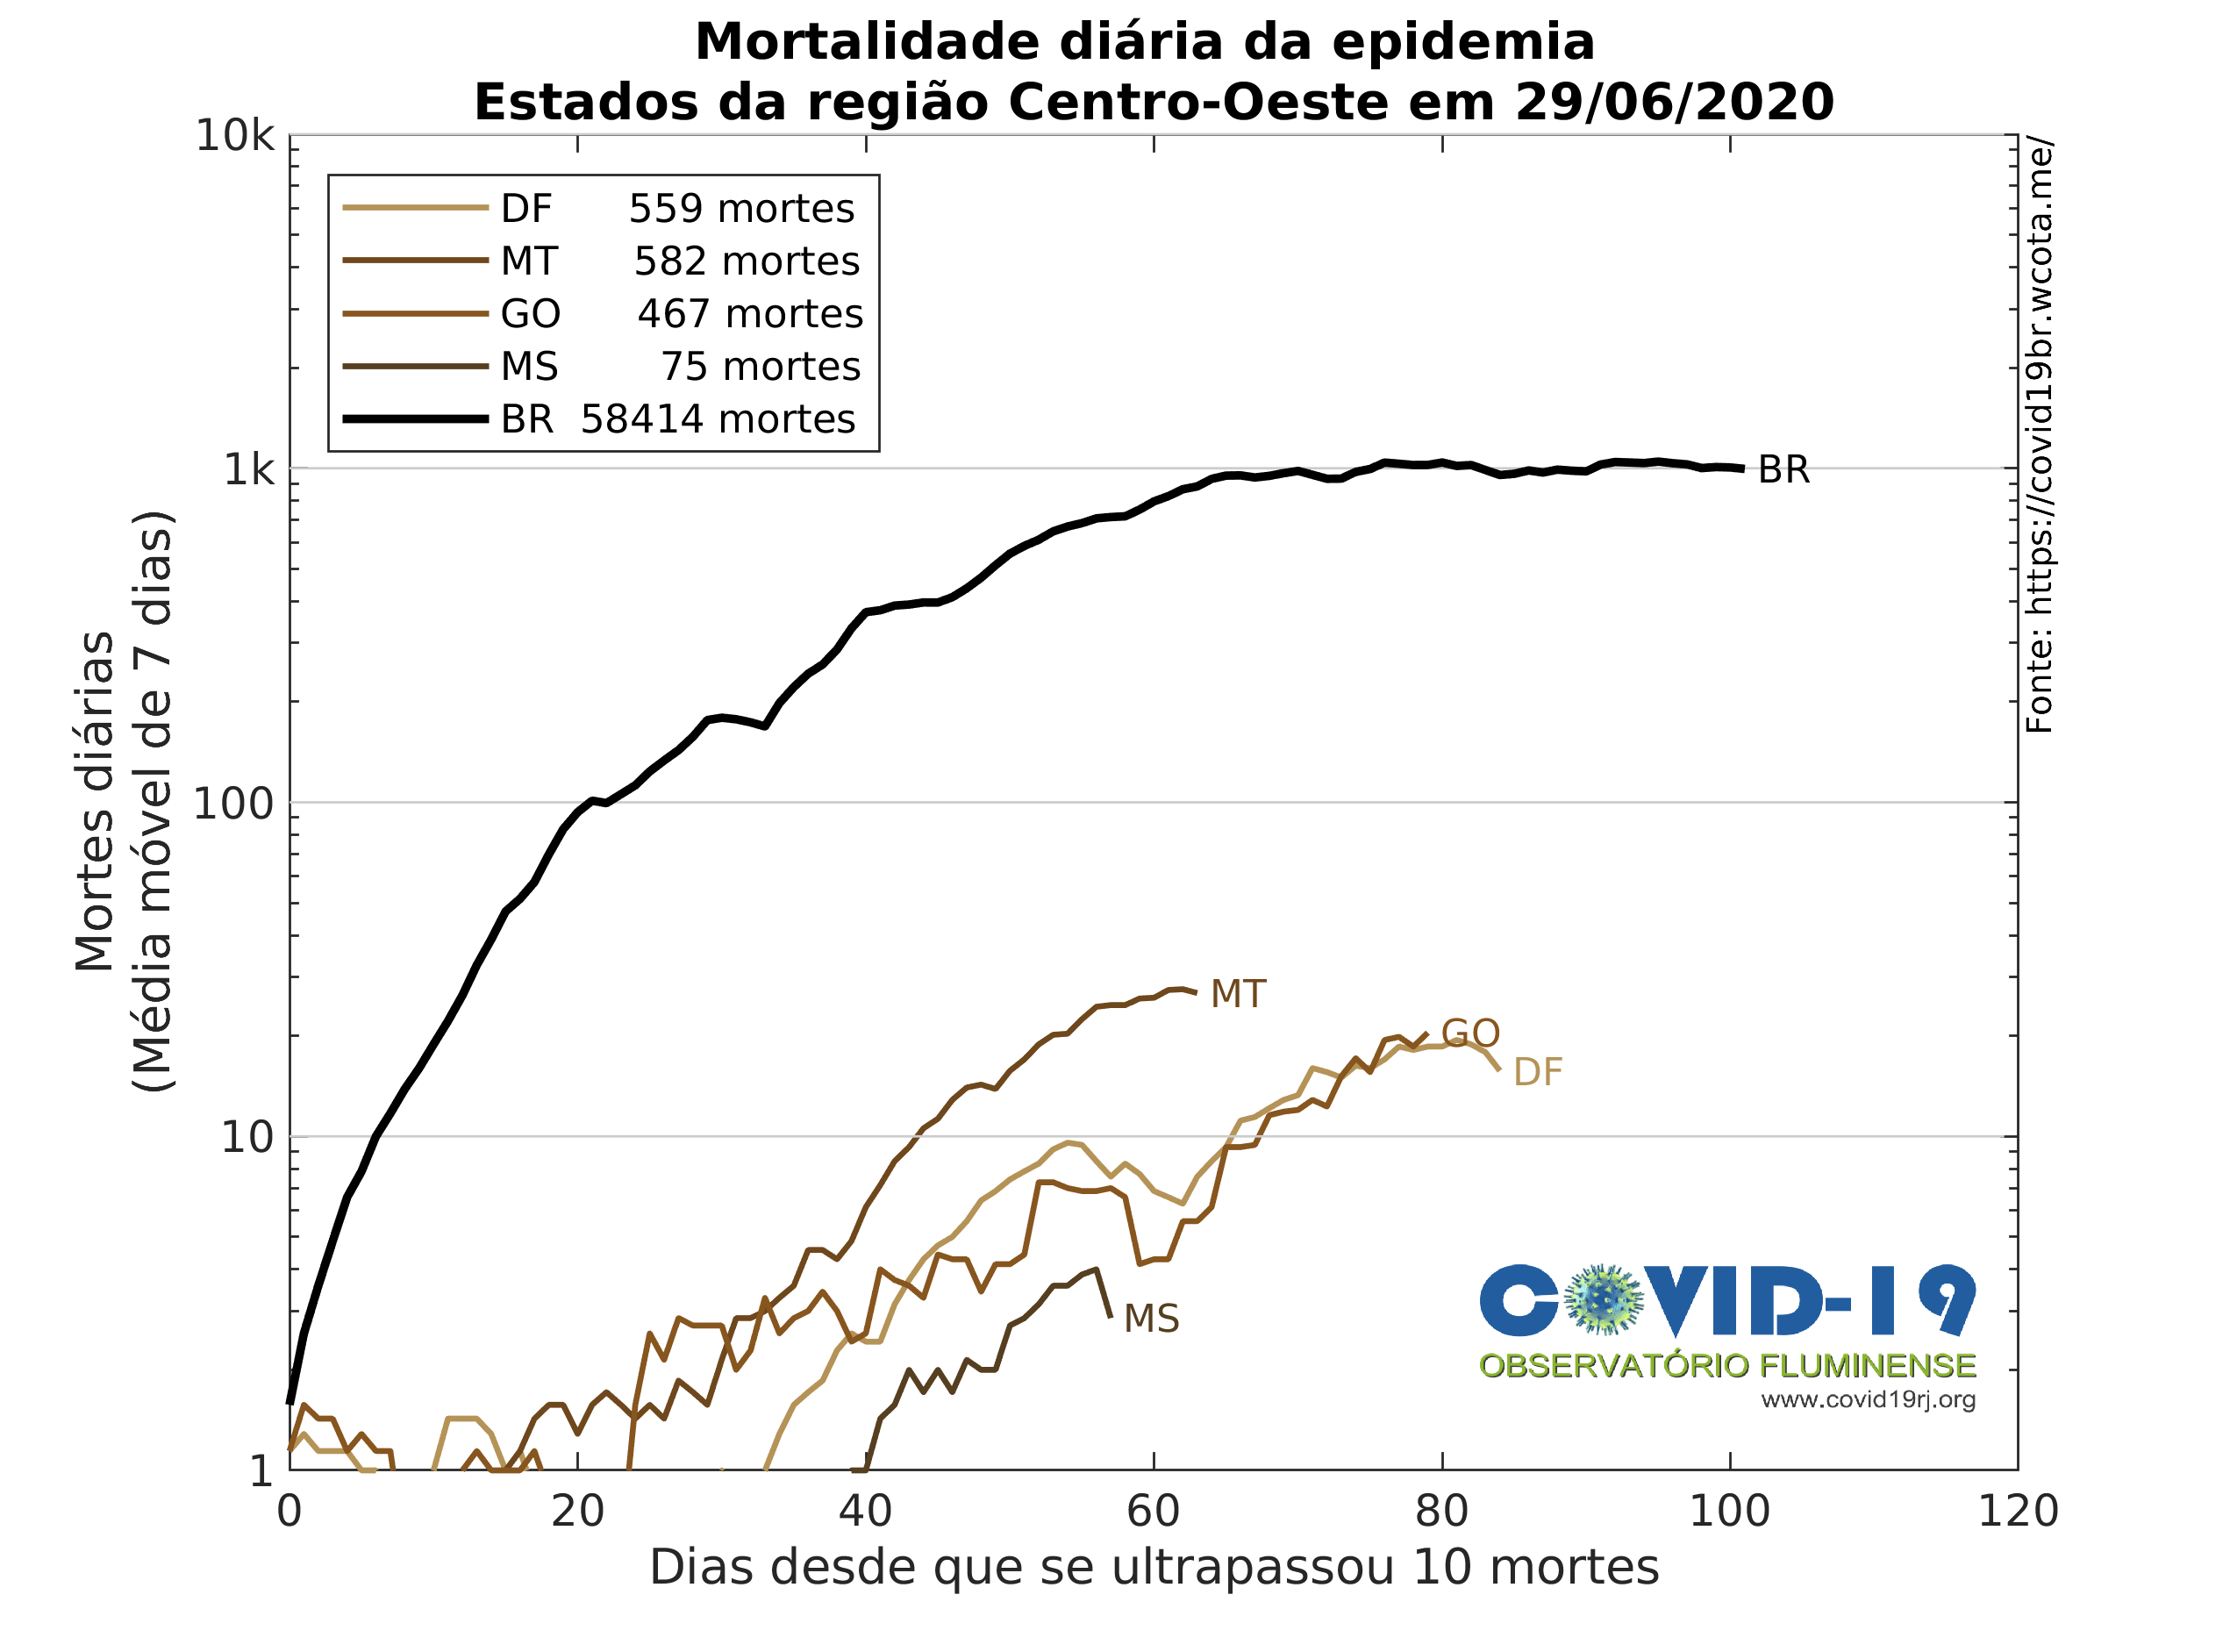 Mortalidade diária da epidemia
Estados da região Centro-Oeste em 29/06/2020
10k
1k
100
10
1
Mortes diárias
(Média móvel de 7 dias)
DF 559 mortes
MT 582 mortes
GO 467 mortes
MS 75 mortes
BR 58414 mortes
BR
MT
GO
DF
MS
Fonte: https://covid19br.wcota.me/
COVID-19
OBSERVATÓRIO FLUMINENSE
www.covid19rj.org
0 20 40 60 80 100 120
Dias desde que se ultrapassou 10 mortes